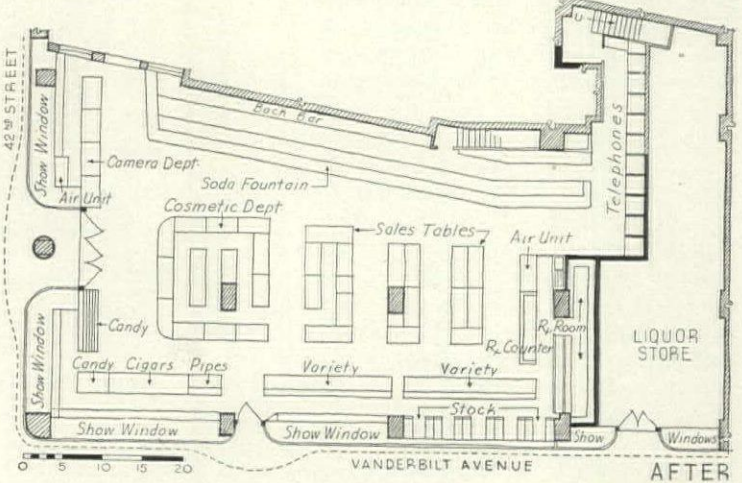 U
42ND STREET
Show Window
Back Bar
Camera Dept.
Soda Fountain
Telephones
Air Unit
Cosmetic Dept
Sales Tables
Air Unit
Candy
Show Window
Rx Room
Rx Counter
LIQUOR
STORE
Candy Cigars Pipes
Variety
Variety
Stock
Show Window
Show Window
Show
Windows
0 5 10 15 20
VANDERBILT AVENUE
AFTER